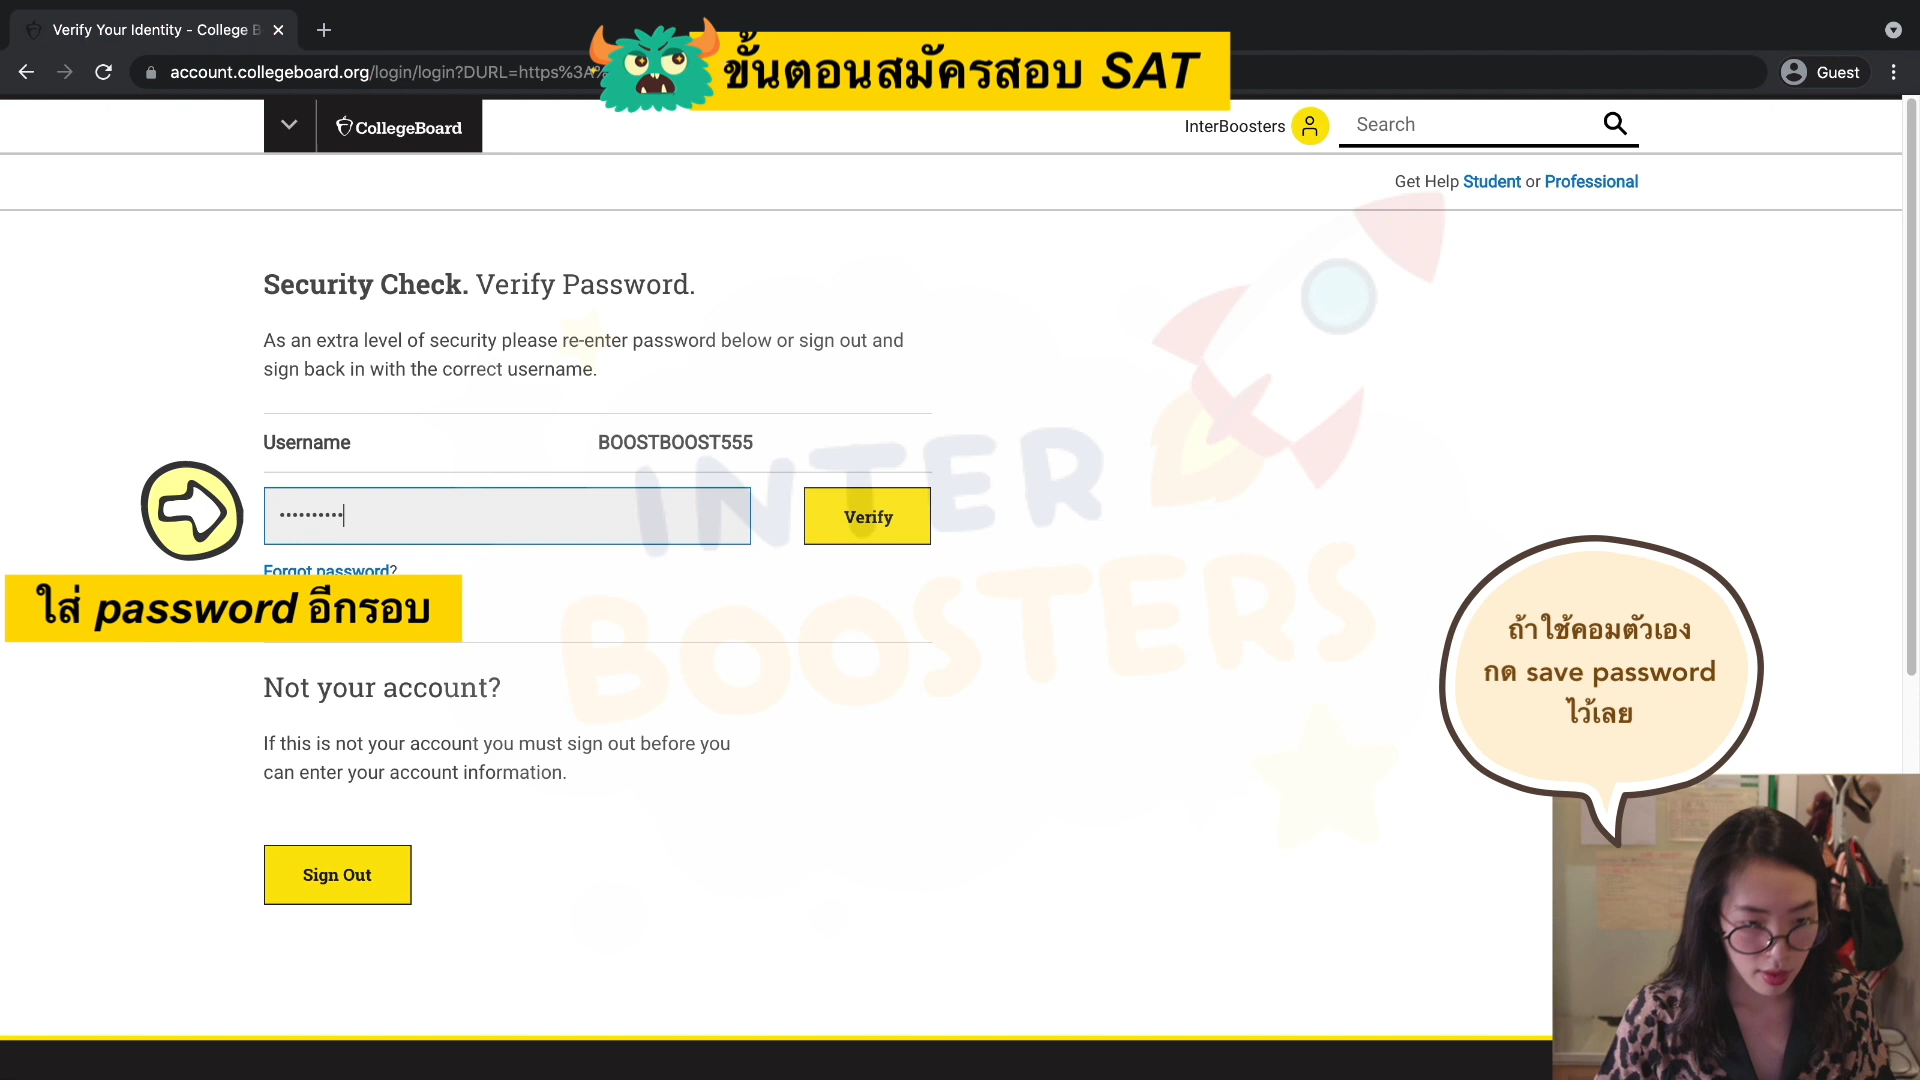 Verify Your Identity - College B
account.collegeboard.org/login/login?DURL=https%3A%
Guest
ขั้นตอนสมัครสอบ SAT
CollegeBoard
InterBoosters
Search
Get Help Student or Professional
Security Check. Verify Password.
As an extra level of security please re-enter password below or sign out and
sign back in with the correct username.
Username BOOSTBOOST555
Verify
Forgot password?
ใส่ password อีกรอบ
INTER
BOOSTERS
ถ้าใช้คอมตัวเอง
กด save password
ไว้เลย
Not your account?
If this is not your account you must sign out before you
can enter your account information.
Sign Out